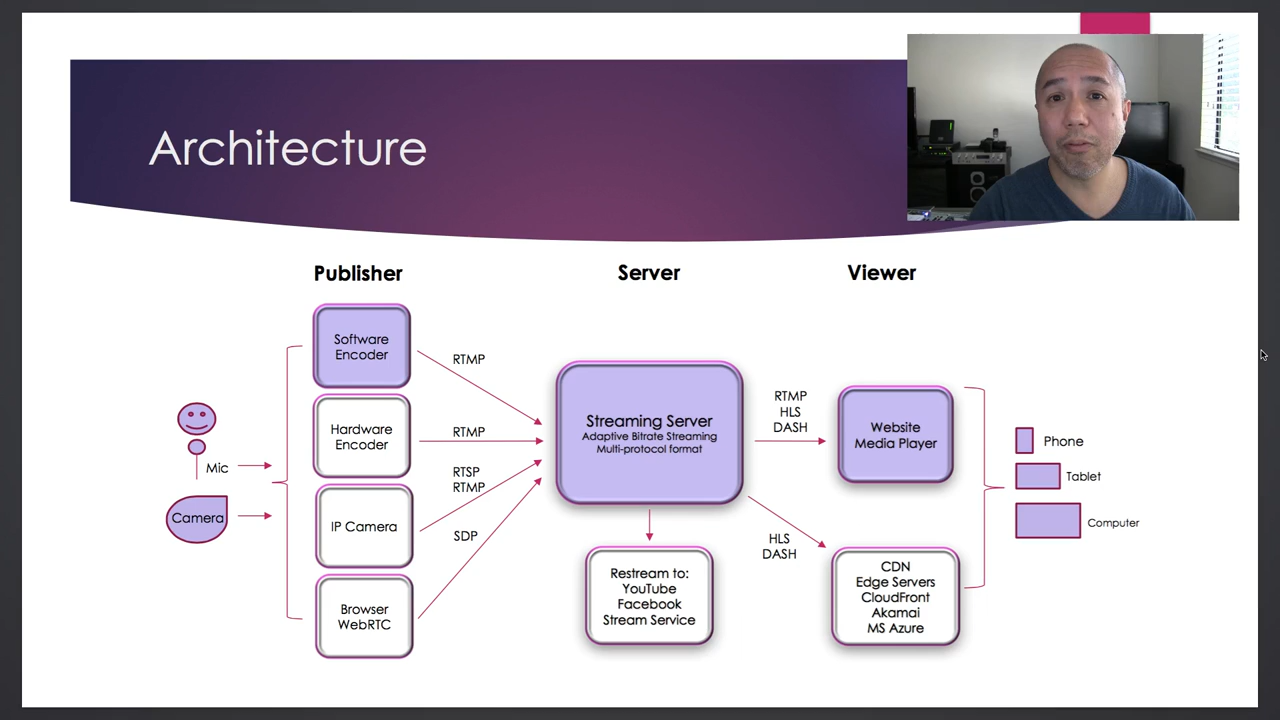 Architecture
Publisher
Server
Viewer
Software
Encoder
Hardware
Encoder
IP Camera
Browser
WebRTC
Mic
Camera
RTMP
RTMP
RTSP
RTMP
SDP
Streaming Server
Adaptive Bitrate Streaming
Multi-protocol format
Restream to:
YouTube
Facebook
Stream Service
RTMP
HLS
DASH
HLS
DASH
Website
Media Player
CDN
Edge Servers
CloudFront
Akamai
MS Azure
Phone
Tablet
Computer